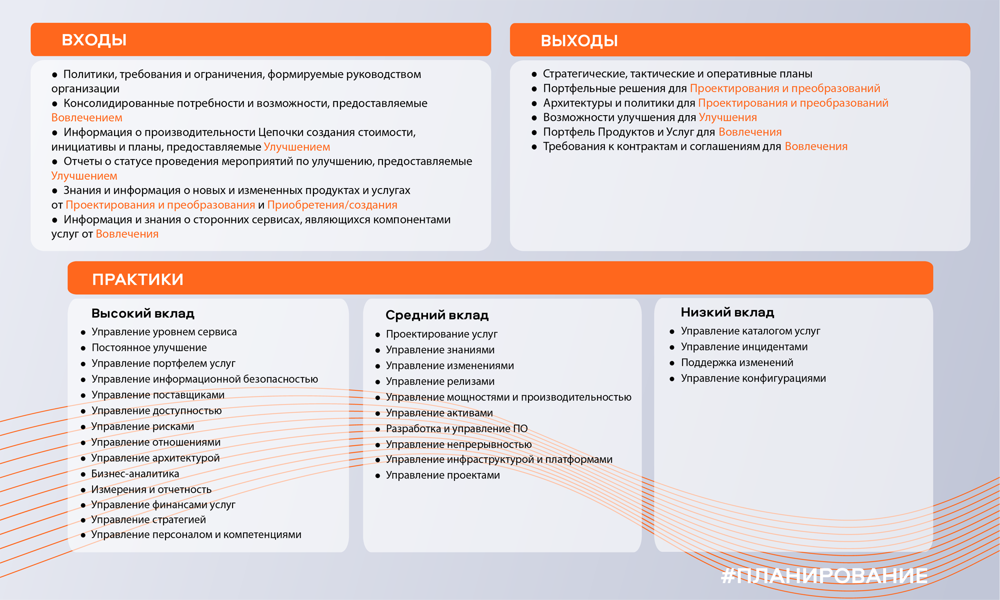 ВХОДЫ
● Политики, требования и ограничения, формируемые руководством
организации
● Консолидированные потребности и возможности, предоставляемые
Вовлечением
● Информация о производительности Цепочки создания стоимости,
инициативы и планы, предоставляемые Улучшением
● Отчеты о статусе проведения мероприятий по улучшению, предоставляемые
Улучшением
● Знания и информация о новых и измененных продуктах и услугах
от Проектирования и преобразования и Приобретения/создания
● Информация и знания о сторонних сервисах, являющихся компонентами
услуг от Вовлечения
ВЫХОДЫ
● Стратегические, тактические и оперативные планы
● Портфельные решения для Проектирования и преобразований
● Архитектуры и политики для Проектирования и преобразований
● Возможности улучшения для Улучшения
● Портфель Продуктов и Услуг для Вовлечения
● Требования к контрактам и соглашениям для Вовлечения
ПРАКТИКИ
Высокий вклад
● Управление уровнем сервиса
● Постоянное улучшение
● Управление портфелем услуг
● Управление информационной безопасностью
● Управление поставщиками
● Управление доступностью
● Управление рисками
● Управление отношениями
● Управление архитектурой
● Бизнес-аналитика
● Измерения и отчетность
● Управление финансами услуг
● Управление стратегией
● Управление персоналом и компетенциями
Средний вклад
● Проектирование услуг
● Управление знаниями
● Управление изменениями
● Управление релизами
● Управление мощностями и производительностью
● Управление активами
● Разработка и управление ПО
● Управление непрерывностью
● Управление инфраструктурой и платформами
● Управление проектами
Низкий вклад
● Управление каталогом услуг
● Управление инцидентами
● Поддержка изменений
● Управление конфигурациями
#ПЛАНИРОВАНИЕ